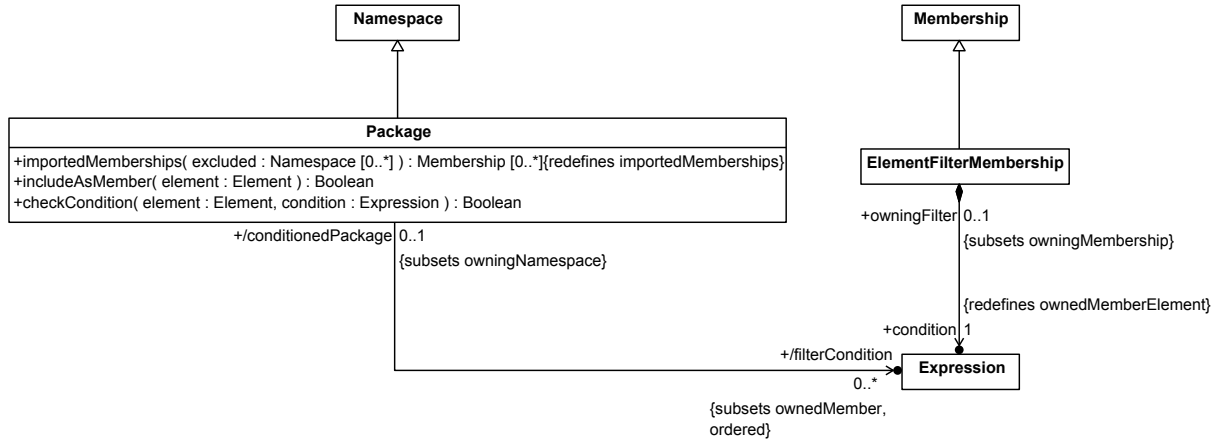 Namespace
Membership
Package
+importedMemberships( excluded : Namespace [0..*] ) : Membership [0..*]{redefines importedMemberships}
+includeAsMember( element : Element ) : Boolean
+checkCondition( element : Element, condition : Expression ) : Boolean
ElementFilterMembership
+owningFilter 0..1
{subsets owningMembership}
+/conditionedPackage 0..1
{subsets owningNamespace}
{redefines ownedMemberElement}
+condition 1
+/filterCondition
Expression
0..*
{subsets ownedMember,
ordered}